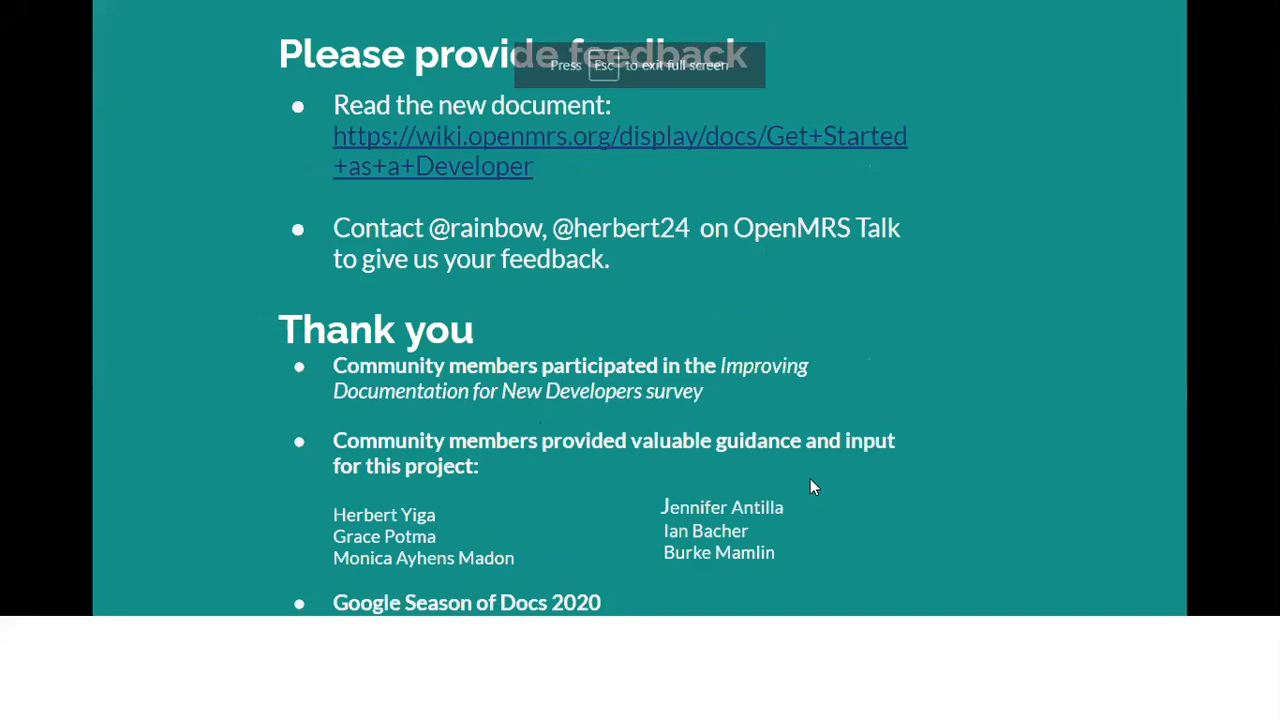 Please provide feedback
Press Esc to exit full screen
● Read the new document:
https://wiki.openmrs.org/display/docs/Get+Started
+as+a+Developer
● Contact @rainbow, @herbert24 on OpenMRS Talk
to give us your feedback.
Thank you
● Community members participated in the Improving
Documentation for New Developers survey
● Community members provided valuable guidance and input
for this project:
Herbert Yiga
Grace Potma
Monica Ayhens Madon
Jennifer Antilla
Ian Bacher
Burke Mamlin
● Google Season of Docs 2020